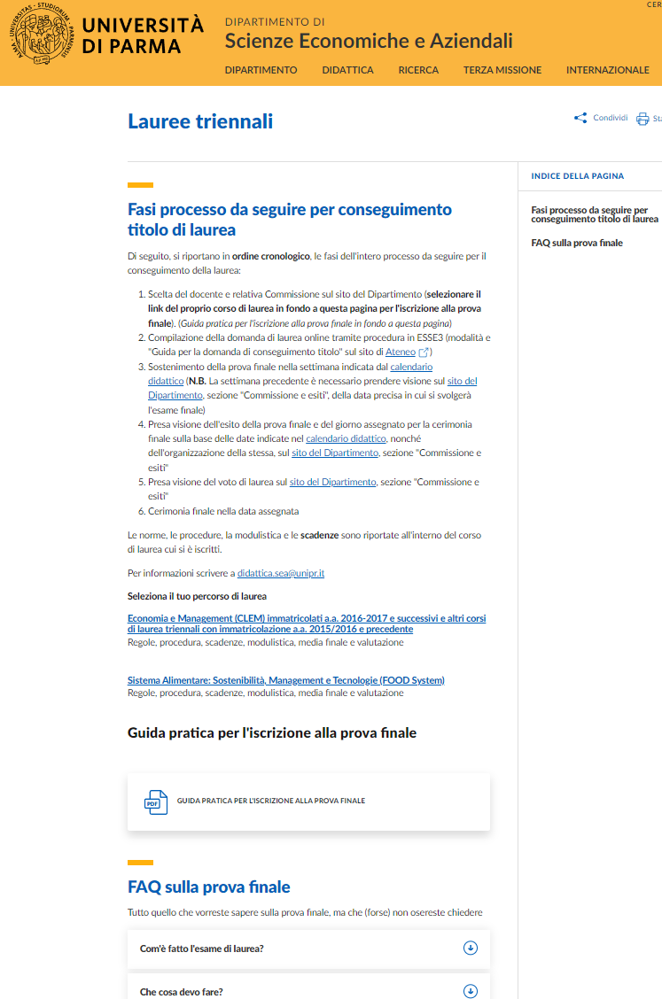 UNIVERSITÀ
DI PARMA
DIPARTIMENTO DI
Scienze Economiche e Aziendali
DIPARTIMENTO DIDATTICA RICERCA TERZA MISSIONE INTERNAZIONALE
Lauree triennali
Condividi
INDICE DELLA PAGINA
Fasi processo da seguire per
conseguimento titolo di laurea
FAQ sulla prova finale
Fasi processo da seguire per conseguimento
titolo di laurea
Di seguito, si riportano in ordine cronologico, le fasi dell'intero processo da seguire per il
conseguimento della laurea:
1. Scelta del docente e relativa Commissione sul sito del Dipartimento (selezionare il
link del proprio corso di laurea in fondo a questa pagina per l'iscrizione alla prova
finale). (Guida pratica per l'iscrizione alla prova finale in fondo a questa pagina)
2. Compilazione della domanda di laurea online tramite procedura in ESSE3 (modalità e
"Guida per la domanda di conseguimento titolo" sul sito di Ateneo )
3. Sostenimento della prova finale nella settimana indicata dal calendario
didattico (N.B. La settimana precedente è necessario prendere visione sul sito del
Dipartimento, sezione "Commissione e esiti", della data precisa in cui si svolgerà
l'esame finale)
4. Presa visione dell'esito della prova finale e del giorno assegnato per la cerimonia
finale sulla base delle date indicate nel calendario didattico, nonché
dell'organizzazione della stessa, sul sito del Dipartimento, sezione "Commissione e
esiti"
5. Presa visione del voto di laurea sul sito del Dipartimento, sezione "Commissione e
esiti"
6. Cerimonia finale nella data assegnata
Le norme, le procedure, la modulistica e le scadenze sono riportate all'interno del corso
di laurea cui si è iscritti.
Per informazioni scrivere a didattica.sea@unipr.it
Seleziona il tuo percorso di laurea
Economia e Management (CLEM) immatricolati a.a. 2016-2017 e successivi e altri corsi
di laurea triennali con immatricolazione a.a. 2015/2016 e precedente
Regole, procedura, scadenze, modulistica, media finale e valutazione
Sistema Alimentare: Sostenibilità, Management e Tecnologie (FOOD System)
Regole, procedura, scadenze, modulistica, media finale e valutazione
Guida pratica per l'iscrizione alla prova finale
PDF GUIDA PRATICA PER L'ISCRIZIONE ALLA PROVA FINALE
FAQ sulla prova finale
Tutto quello che vorreste sapere sulla prova finale, ma che (forse) non osereste chiedere
Com'è fatto l'esame di laurea?
Che cosa devo fare?